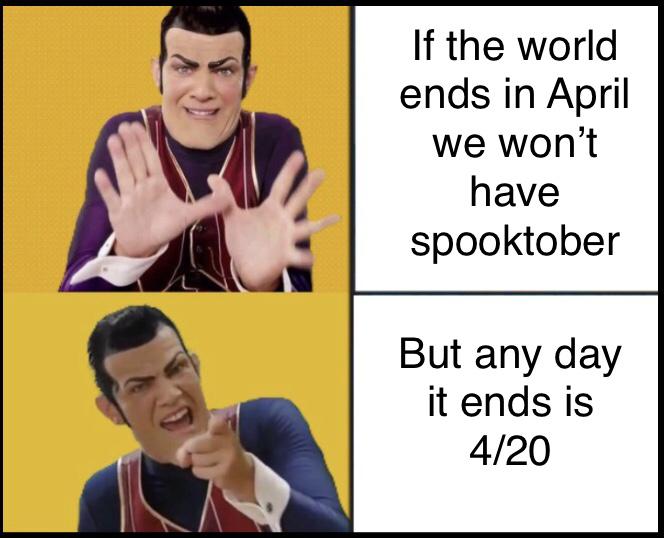 If the world
ends in April
we won't
have
spooktober
But any day
it ends is
4/20